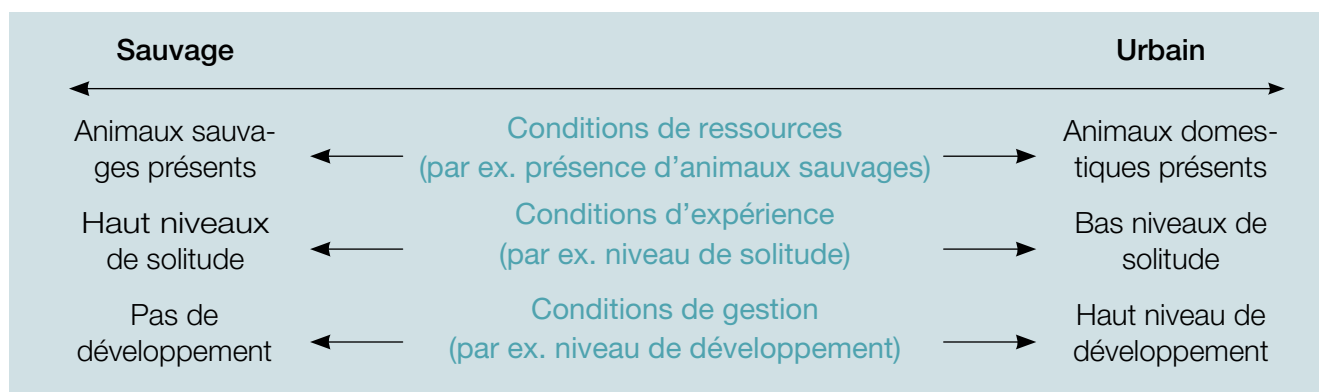 Sauvage
Urbain
Animaux sauva-
ges présents
Conditions de ressources
(par ex. présence d’animaux sauvages)
Animaux domes-
tiques présents
Haut niveaux
de solitude
Conditions d’expérience
(par ex. niveau de solitude)
Bas niveaux de
solitude
Pas de
développement
Conditions de gestion
(par ex. niveau de développement)
Haut niveau de
développement